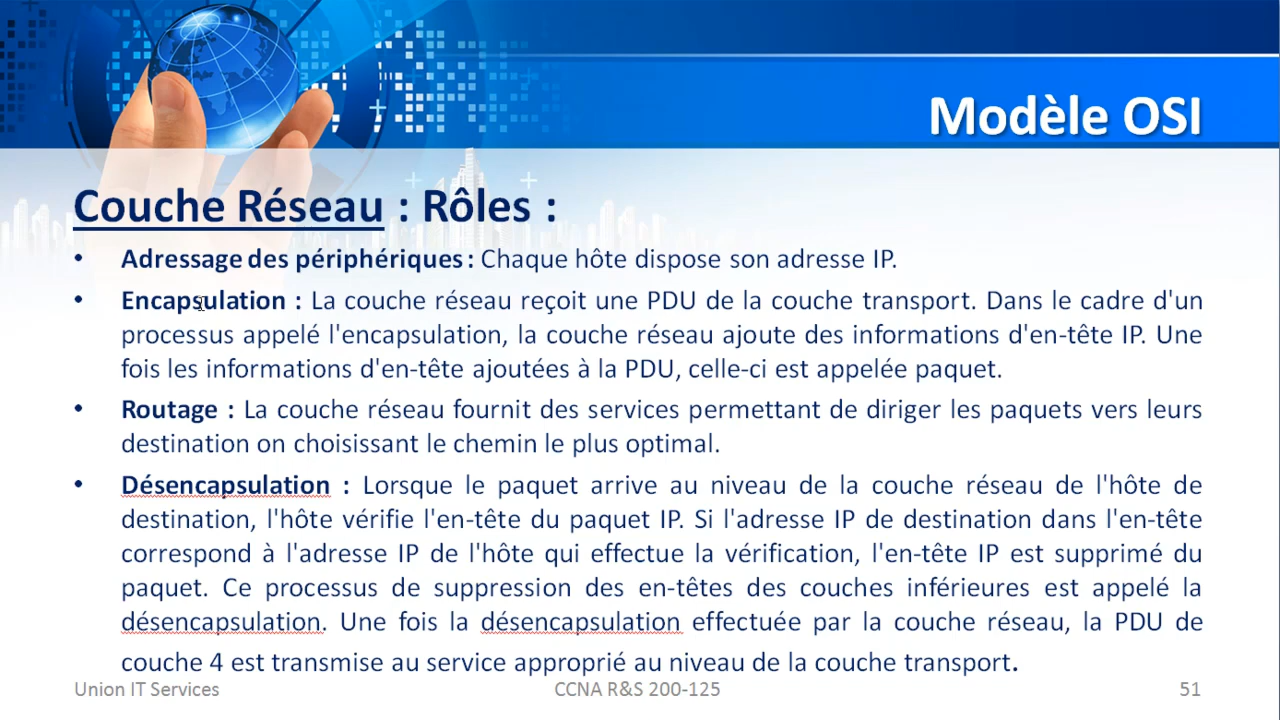 Modèle OSI
Couche Réseau : Rôles :
• Adressage des périphériques : Chaque hôte dispose son adresse IP.
• Encapsulation : La couche réseau reçoit une PDU de la couche transport. Dans le cadre d'un
processus appelé l'encapsulation, la couche réseau ajoute des informations d'en-tête IP. Une
fois les informations d'en-tête ajoutées à la PDU, celle-ci est appelée paquet.
• Routage : La couche réseau fournit des services permettant de diriger les paquets vers leurs
destination on choisissant le chemin le plus optimal.
• Désencapsulation : Lorsque le paquet arrive au niveau de la couche réseau de l'hôte de
destination, l'hôte vérifie l'en-tête du paquet IP. Si l'adresse IP de destination dans l'en-tête
correspond à l'adresse IP de l'hôte qui effectue la vérification, l'en-tête IP est supprimé du
paquet. Ce processus de suppression des en-têtes des couches inférieures est appelé la
désencapsulation. Une fois la désencapsulation effectuée par la couche réseau, la PDU de
couche 4 est transmise au service approprié au niveau de la couche transport.
Union IT Services CCNA R&S 200-125 51